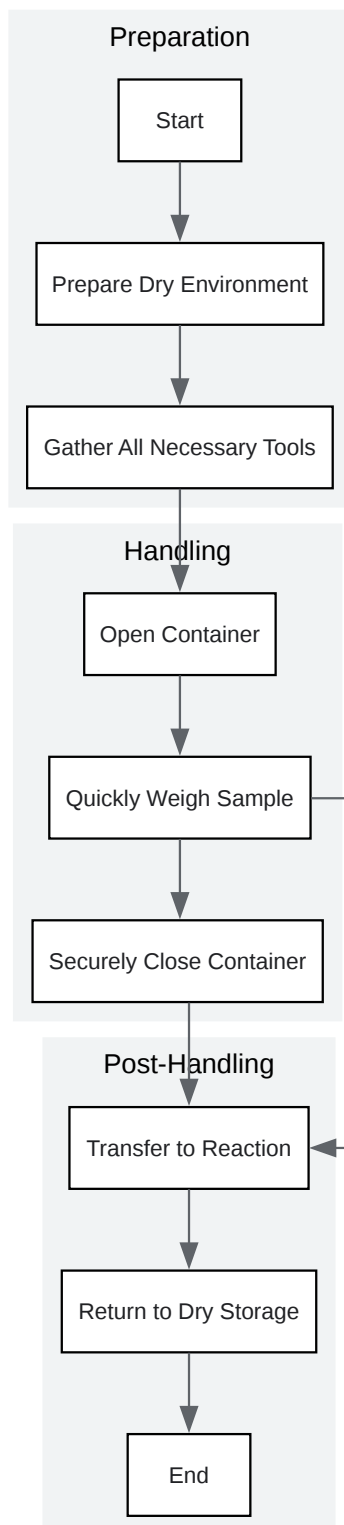 Preparation
Start
Prepare Dry Environment
Gather All Necessary Tools
Handling
Open Container
Quickly Weigh Sample
Securely Close Container
Post-Handling
Transfer to Reaction
Return to Dry Storage
End